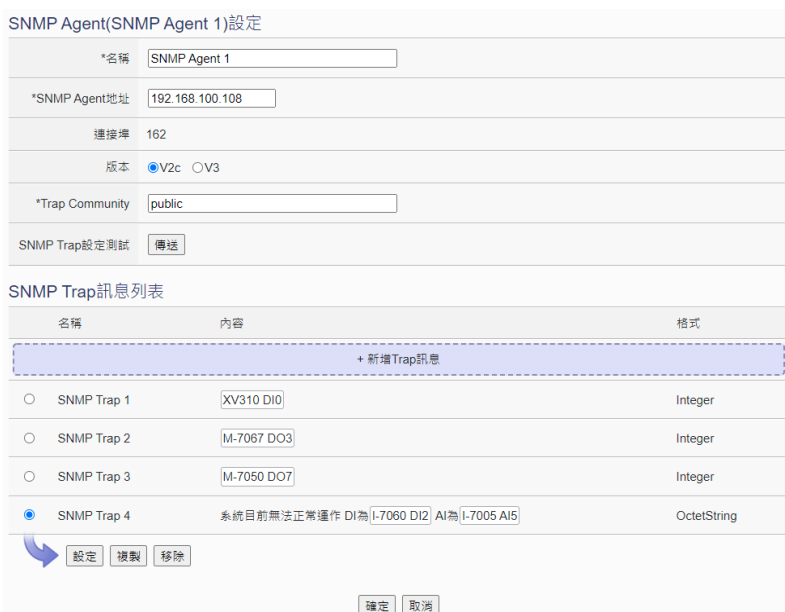 SNMP Agent(SNMP Agent 1)設定
*名稱 SNMP Agent 1
*SNMP Agent地址 192.168.100.108
連接埠 162
版本 V2c V3
*Trap Community public
SNMP Trap設定測試 傳送
SNMP Trap訊息列表
名稱 內容 格式
+ 新增Trap訊息
SNMP Trap 1 XV310 DI0 Integer
SNMP Trap 2 M-7067 DO3 Integer
SNMP Trap 3 M-7050 DO7 Integer
SNMP Trap 4 系統目前無法正常運作 DI為 I-7060 DI2 AI為 I-7005 AI5 OctetString
設定 複製 移除
確定 取消